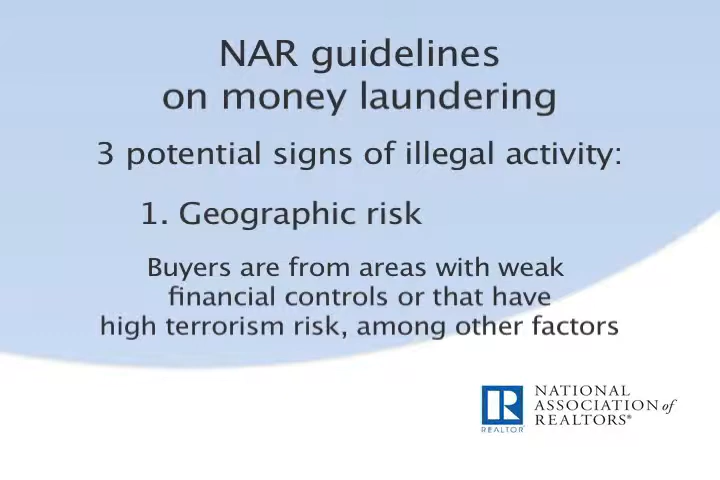 NAR guidelines
on money laundering
3 potential signs of illegal activity:
1. Geographic risk
Buyers are from areas with weak
financial controls or that have
high terrorism risk, among other factors
NATIONAL
ASSOCIATION of
REALTORS®
REALTOR